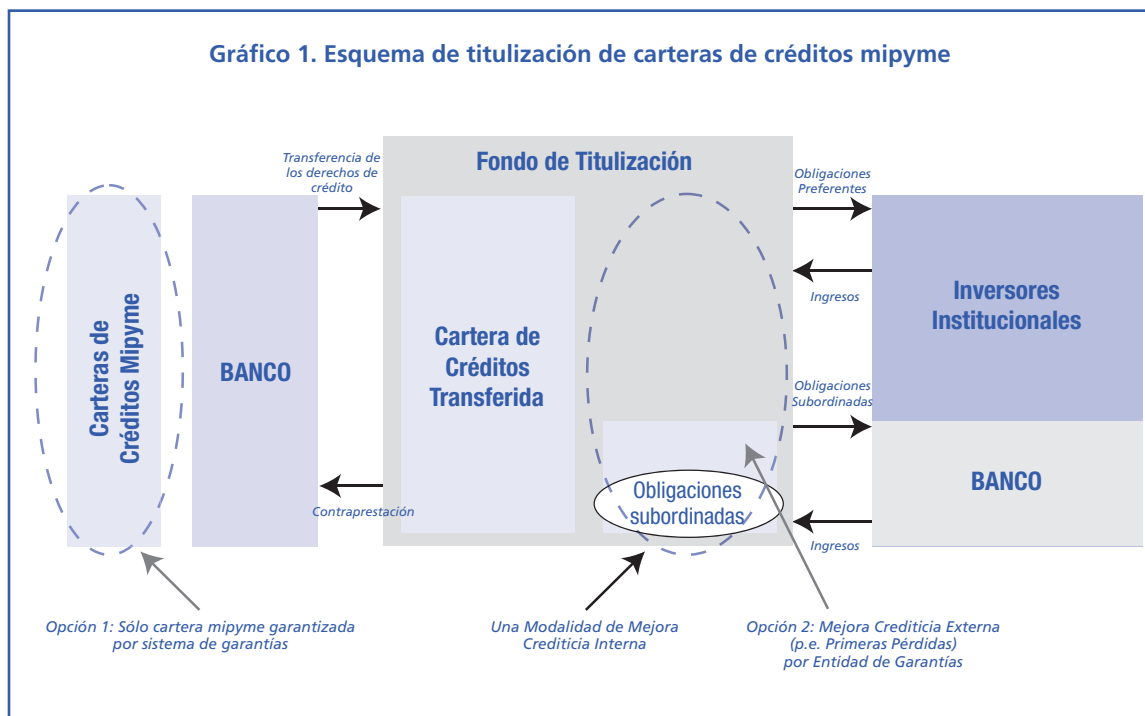 Gráfico 1. Esquema de titulización de carteras de créditos mipyme
Transferencia de
los derechos de
crédito
Fondo de Titulización
Obligaciones
Preferentes
Carteras de
Créditos Mipyme
BANCO
Cartera de
Créditos
Transferida
Ingresos
Inversores
Institucionales
Obligaciones
Subordinadas
Contraprestación
Obligaciones
subordinadas
BANCO
Ingresos
Opción 1: Sólo cartera mipyme garantizada
por sistema de garantías
Una Modalidad de Mejora
Crediticia Interna
Opción 2: Mejora Crediticia Externa
(p.e. Primeras Pérdidas)
por Entidad de Garantías